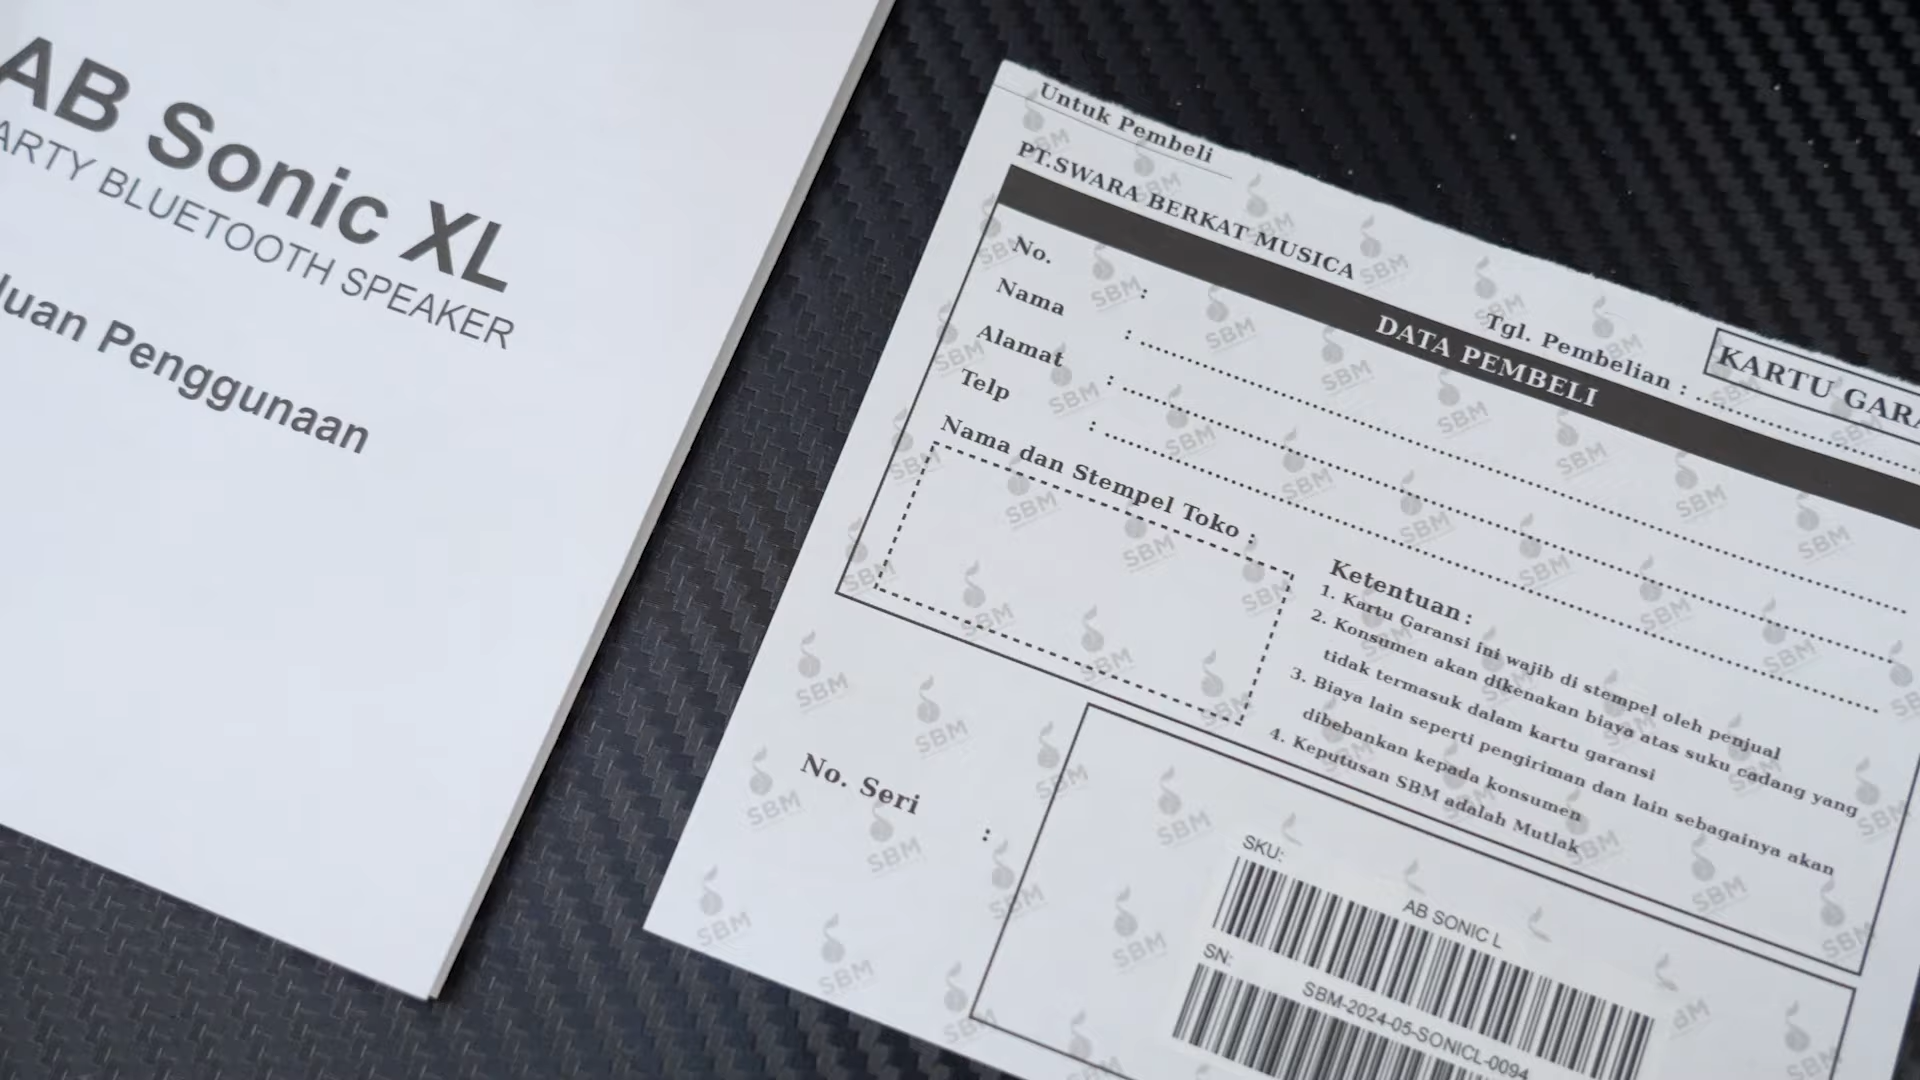 AB Sonic XL
ARTY BLUETOOTH SPEAKER
luan Penggunaan
Untuk Pembeli
PT.SWARA BERKAT MUSICA
Tgl. Pembelian :
KARTU GARA
DATA PEMBELI
No. :
Nama :
Alamat :
Telp :
Nama dan Stempel Toko :
Ketentuan :
1. Kartu Garansi ini wajib di stempel oleh penjual
2. Konsumen akan dikenakan biaya atas suku cadang yang
tidak termasuk dalam kartu garansi
3. Biaya lain seperti pengiriman dan lain sebagainya akan
dibebankan kepada konsumen
4. Keputusan SBM adalah Mutlak
No. Seri :
SKU:
AB SONIC L
SN:
SBM-2024-05-SONICL-0094
SBM